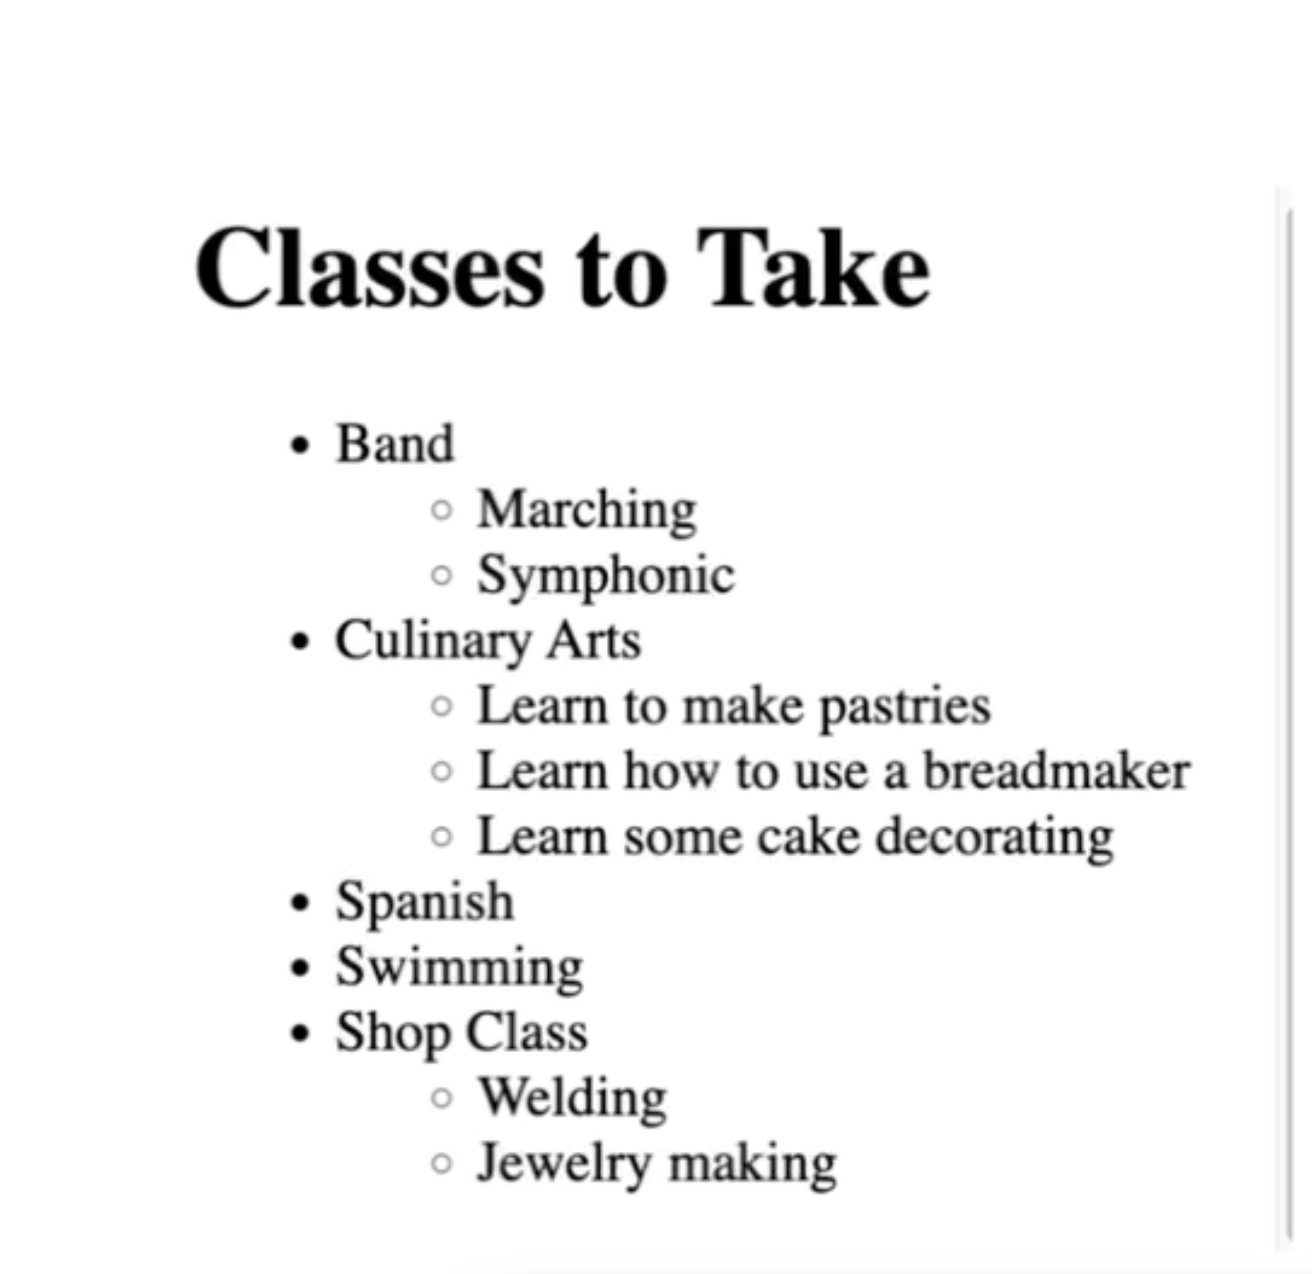 Classes to Take
• Band
○ Marching
○ Symphonic
• Culinary Arts
○ Learn to make pastries
○ Learn how to use a breadmaker
○ Learn some cake decorating
• Spanish
• Swimming
• Shop Class
○ Welding
○ Jewelry making